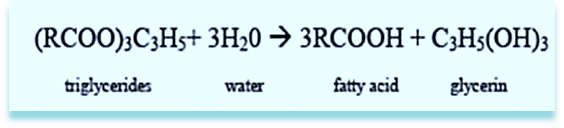 (RCOO)₃C₃H₅+ 3H₂0 → 3RCOOH + C₃H₅(OH)₃
triglycerides water fatty acid glycerin